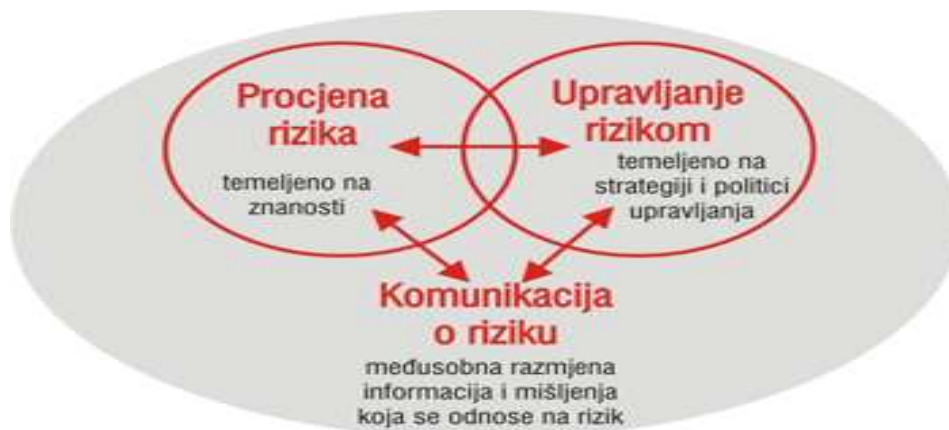 Procjena
rizika
temeljeno na
znanosti
Upravljanje
rizikom
temeljeno na
strategiji i politici
upravljanja
Komunikacija
o riziku
međusobna razmjena
informacija i mišljenja
koja se odnose na rizik